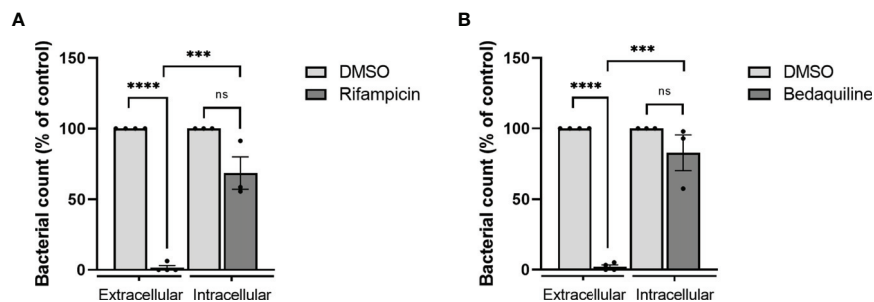 A
Bacterial count (% of control)
150
100
50
0
****
***
ns
DMSO
Rifampicin
Extracellular Intracellular
B
Bacterial count (% of control)
150
100
50
0
****
***
ns
DMSO
Bedaquiline
Extracellular Intracellular